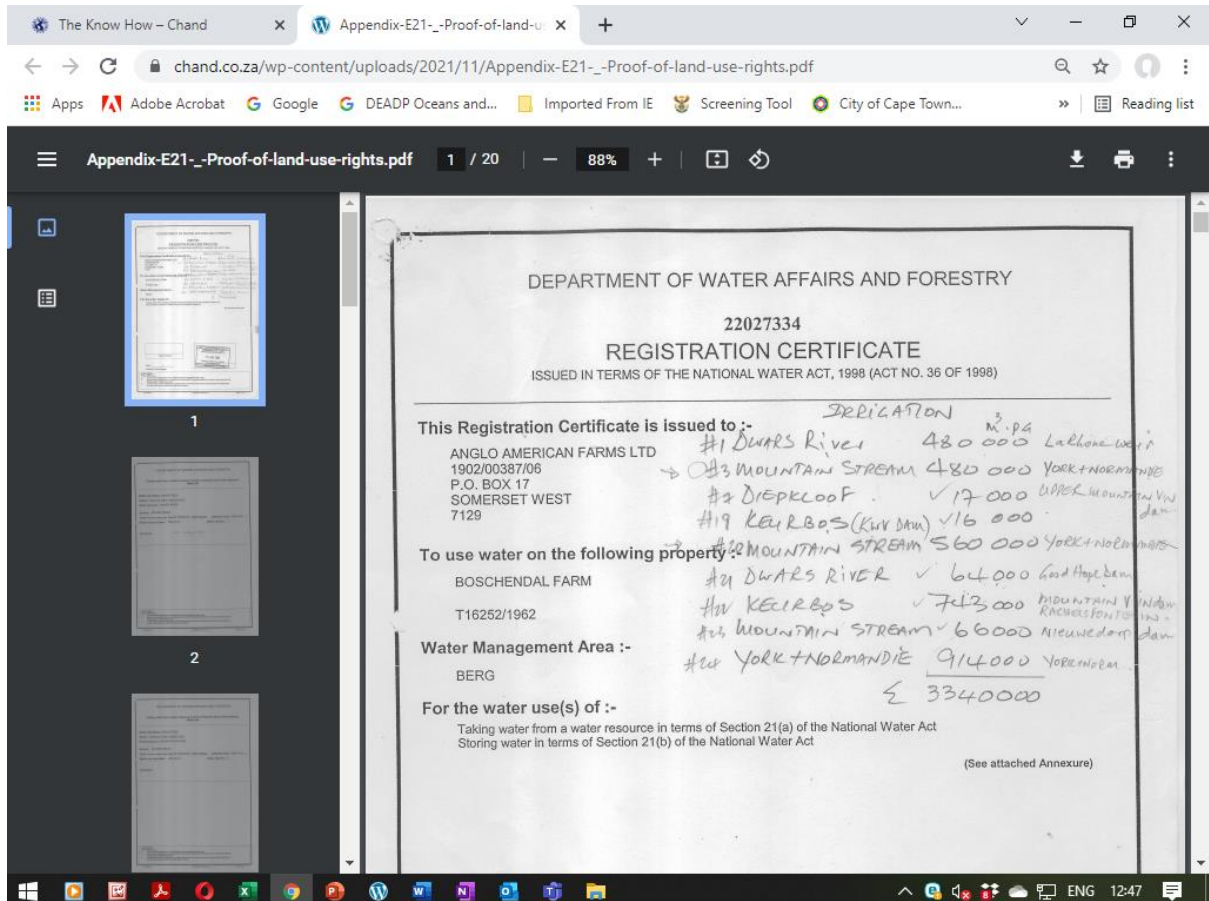 The Know How – Chand
Appendix-E21-_-Proof-of-land-u
chand.co.za/wp-content/uploads/2021/11/Appendix-E21-_-Proof-of-land-use-rights.pdf
Apps Adobe Acrobat Google DEADP Oceans and... Imported From IE Screening Tool City of Cape Town... » Reading list
Appendix-E21-_-Proof-of-land-use-rights.pdf 1 / 20 88%
1
2
DEPARTMENT OF WATER AFFAIRS AND FORESTRY
22027334
REGISTRATION CERTIFICATE
ISSUED IN TERMS OF THE NATIONAL WATER ACT, 1998 (ACT NO. 36 OF 1998)
This Registration Certificate is issued to :-
ANGLO AMERICAN FARMS LTD
1902/00387/06
P.O. BOX 17
SOMERSET WEST
7129
To use water on the following property :-
BOSCHENDAL FARM
T16252/1962
Water Management Area :-
BERG
For the water use(s) of :-
Taking water from a water resource in terms of Section 21(a) of the National Water Act
Storing water in terms of Section 21(b) of the National Water Act
(See attached Annexure)
IRRIGATION m³.pa
#1 DWARS River 480 000
#3 MOUNTAIN STREAM 480 000 YORK+NORMANDIE
DIEPKLOOF 17 000 UPPER MOUNTAIN VIN dam
#19 KEURBOS (KWV DAM) 16 000
MOUNTAIN STREAM 560 000 YORK+NORMANDIE
#21 DWARS RIVER 64000 Good Hope Dam
KEURBOS 743 000 MOUNTAIN V
#23 MOUNTAIN STREAM 66000 Nieuwedam dam
#24 YORK +NORMANDIE 914000
Σ 3340000
ENG 12:47